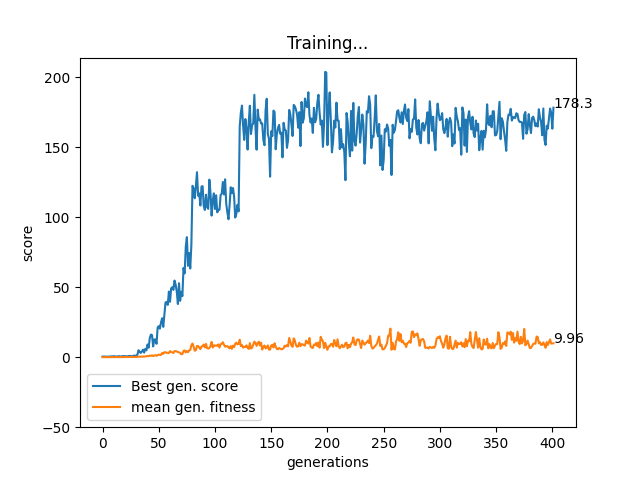 Training...
200
150
100
50
0
−50
score
178.3
9.96
Best gen. score
mean gen. fitness
0 50 100 150 200 250 300 350 400
generations